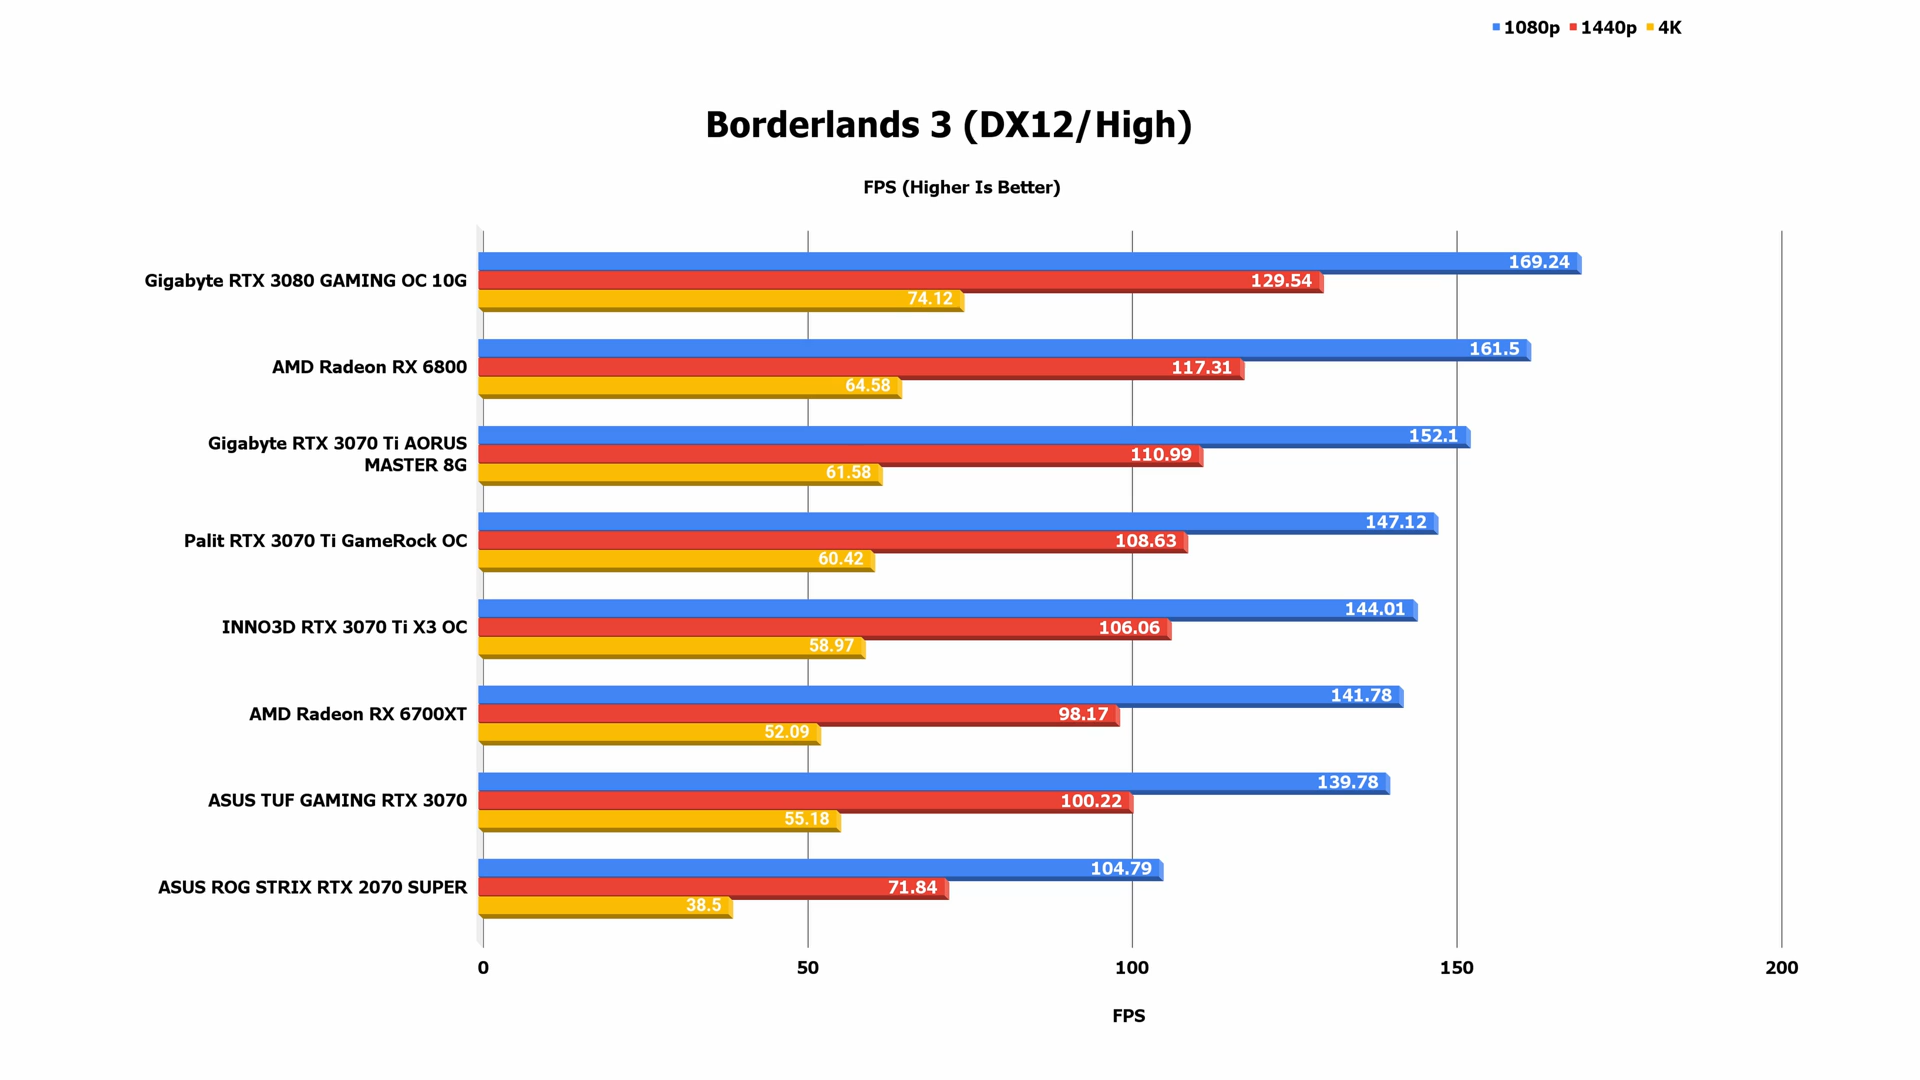 1080p 1440p 4K
Borderlands 3 (DX12/High)
FPS (Higher Is Better)
Gigabyte RTX 3080 GAMING OC 10G
169.24
129.54
74.12
AMD Radeon RX 6800
161.5
117.31
64.58
Gigabyte RTX 3070 Ti AORUS
MASTER 8G
152.1
110.99
61.58
Palit RTX 3070 Ti GameRock OC
147.12
108.63
60.42
INNO3D RTX 3070 Ti X3 OC
144.01
106.06
58.97
AMD Radeon RX 6700XT
141.78
98.17
52.09
ASUS TUF GAMING RTX 3070
139.78
100.22
55.18
ASUS ROG STRIX RTX 2070 SUPER
104.79
71.84
38.5
0 50 100 150 200
FPS